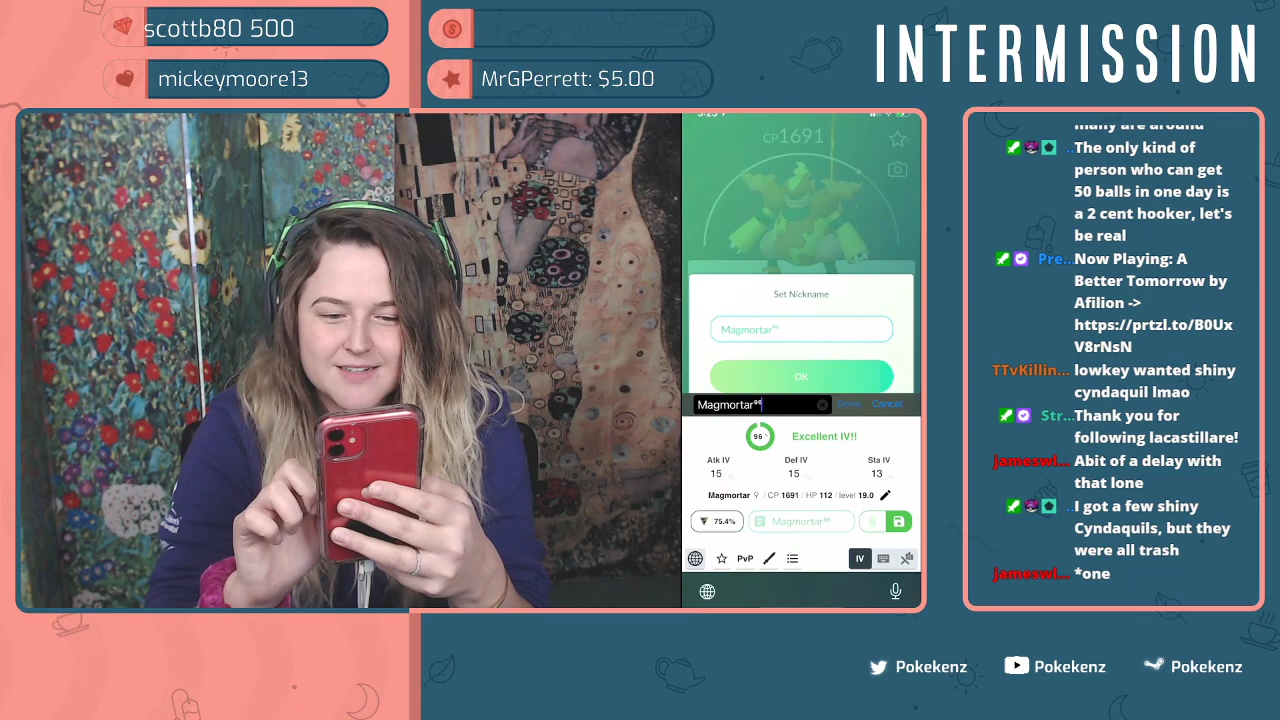 scottb80 500
mickeymoore13
MrGPerrett: $5.00
INTERMISSION
CP1691
Set Nickname
Magmortar⁹⁶
OK
Magmortar⁹⁶
Done
Cancel
96 %
Excellent IV!!
Atk IV
Def IV
Sta IV
15
15
13
Magmortar ♀ / CP 1691 / HP 112 / level 19.0
75.4%
Magmortar⁹⁶
PvP
IV
many are around
The only kind of
person who can get
50 balls in one day is
a 2 cent hooker, let's
be real
Pre... Now Playing: A
Better Tomorrow by
Afilion ->
https://prtzl.to/B0Ux
V8rNsN
TTvKillin... lowkey wanted shiny
cyndaquil lmao
Str... Thank you for
following lacastillare!
jameswl... Abit of a delay with
that lone
.. I got a few shiny
Cyndaquils, but they
were all trash
jameswl... *one
Pokekenz
Pokekenz
Pokekenz